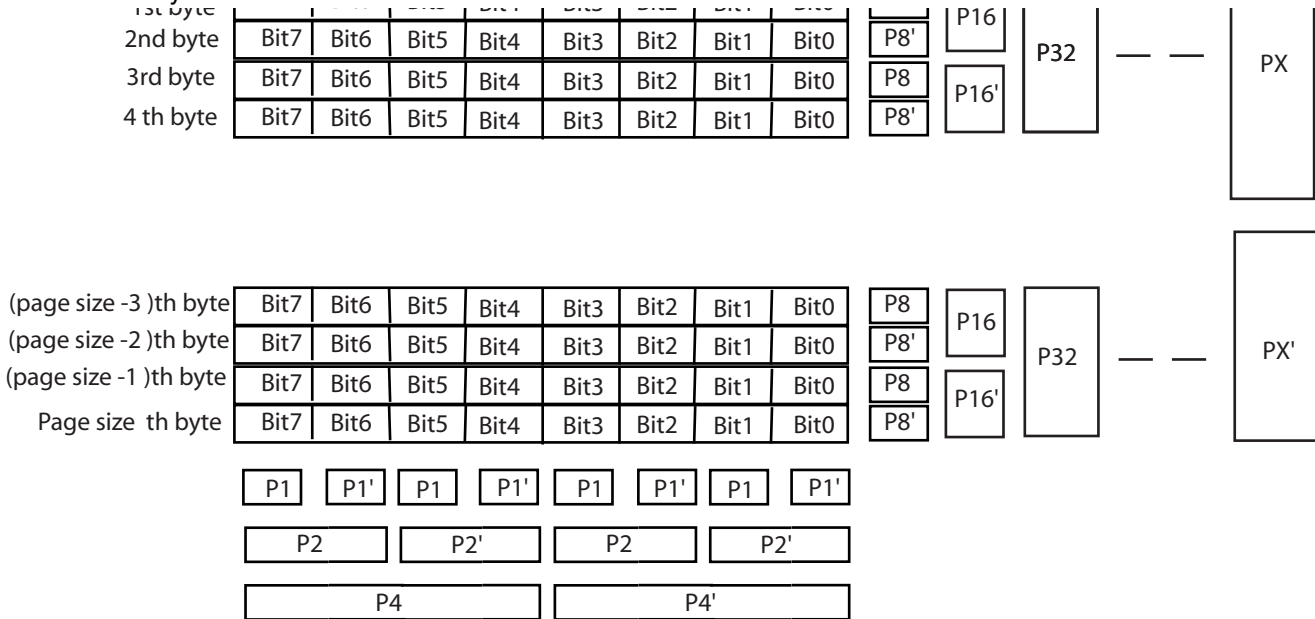 1st byte P16
2nd byte Bit7 Bit6 Bit5 Bit4 Bit3 Bit2 Bit1 Bit0 P8' P32 PX
3rd byte Bit7 Bit6 Bit5 Bit4 Bit3 Bit2 Bit1 Bit0 P8 P16'
4 th byte Bit7 Bit6 Bit5 Bit4 Bit3 Bit2 Bit1 Bit0 P8'
(page size -3 )th byte Bit7 Bit6 Bit5 Bit4 Bit3 Bit2 Bit1 Bit0 P8 P16
(page size -2 )th byte Bit7 Bit6 Bit5 Bit4 Bit3 Bit2 Bit1 Bit0 P8' P32 PX'
(page size -1 )th byte Bit7 Bit6 Bit5 Bit4 Bit3 Bit2 Bit1 Bit0 P8 P16'
Page size th byte Bit7 Bit6 Bit5 Bit4 Bit3 Bit2 Bit1 Bit0 P8'
P1 P1' P1 P1' P1 P1' P1 P1'
P2 P2' P2 P2'
P4 P4'